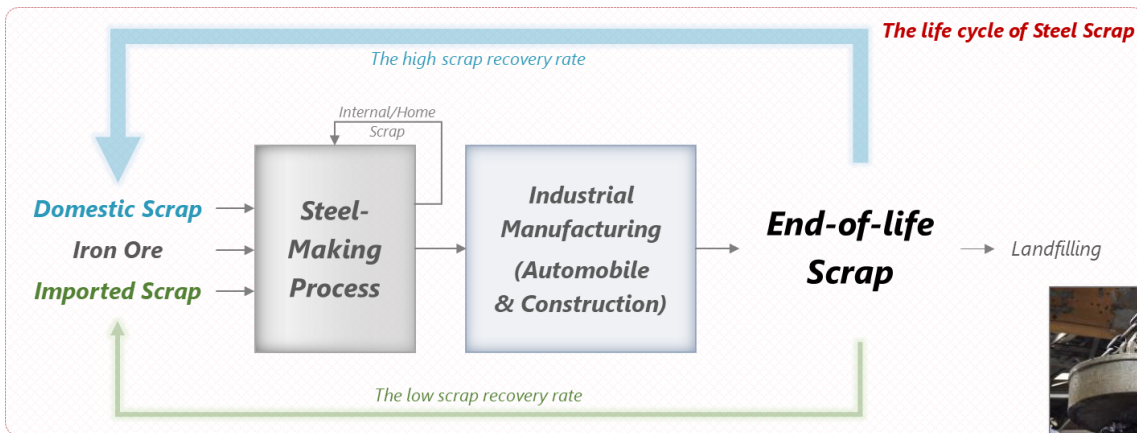 The life cycle of Steel Scrap
The high scrap recovery rate
Internal/Home
Scrap
Domestic Scrap
Iron Ore
Imported Scrap
Steel-
Making
Process
Industrial
Manufacturing
(Automobile
& Construction)
End-of-life
Scrap
Landfilling
The low scrap recovery rate